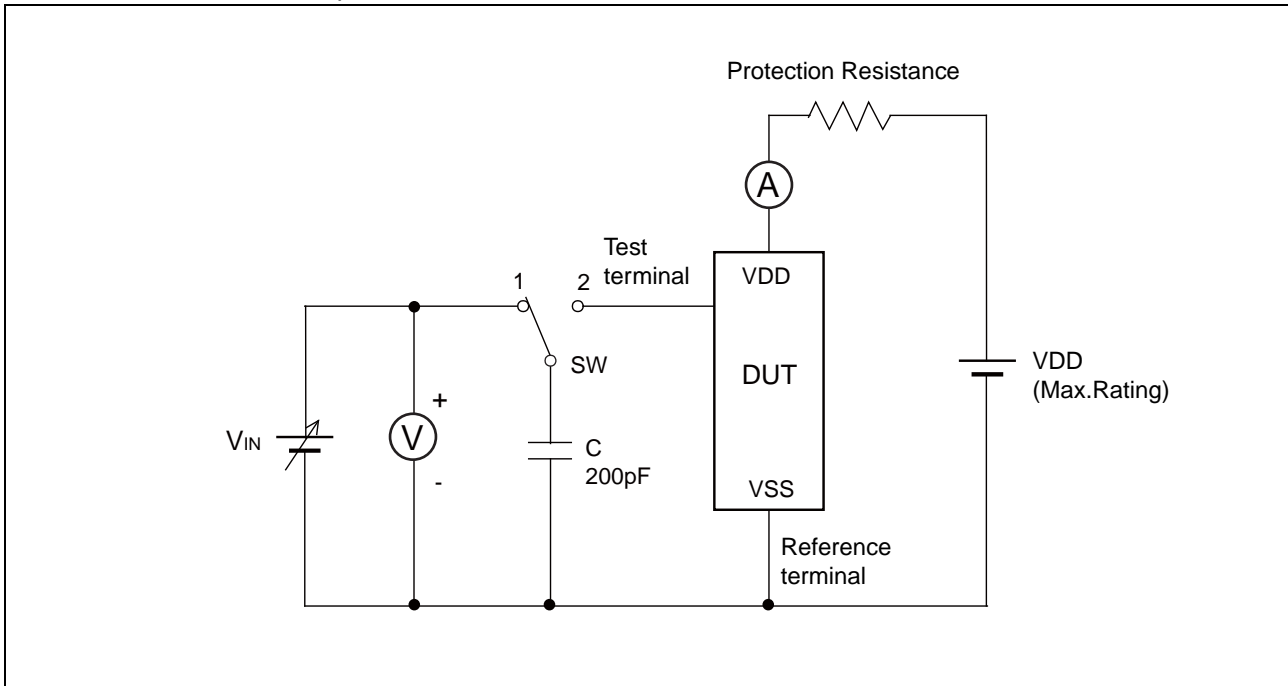 Protection Resistance
A
Test
terminal
1
2
VDD
SW
DUT
VDD
(Max.Rating)
+
VIN
V
C
200pF
-
VSS
Reference
terminal